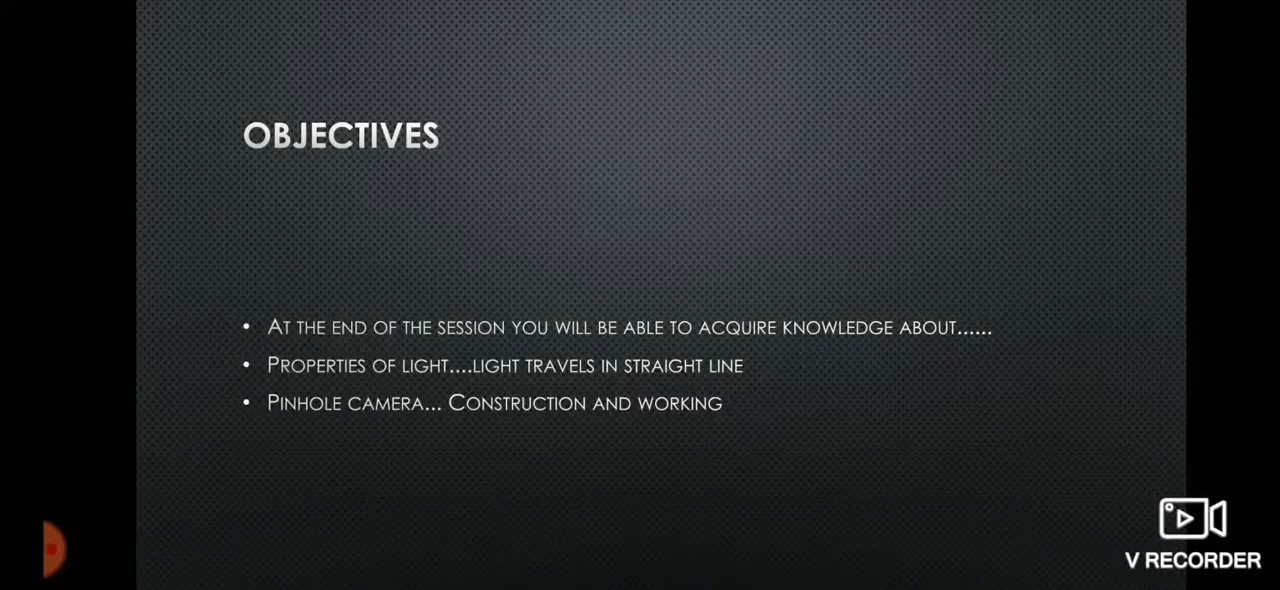 OBJECTIVES
• At the end of the session you will be able to acquire knowledge about......
• Properties of light....light travels in straight line
• Pinhole camera... Construction and working
V RECORDER